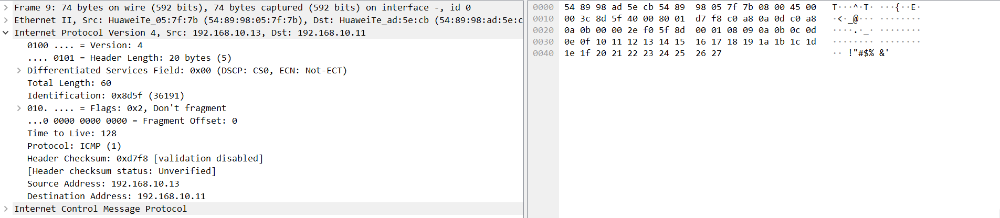 Frame 9: 74 bytes on wire (592 bits), 74 bytes captured (592 bits) on interface -, id 0
Ethernet II, Src: HuaweiTe_05:7f:7b (54:89:98:05:7f:7b), Dst: HuaweiTe_ad:5e:cb (54:89:98:ad:5e:c
Internet Protocol Version 4, Src: 192.168.10.13, Dst: 192.168.10.11
0100 .... = Version: 4
.... 0101 = Header Length: 20 bytes (5)
Differentiated Services Field: 0x00 (DSCP: CS0, ECN: Not-ECT)
Total Length: 60
Identification: 0x8d5f (36191)
010. .... = Flags: 0x2, Don't fragment
...0 0000 0000 0000 = Fragment Offset: 0
Time to Live: 128
Protocol: ICMP (1)
Header Checksum: 0xd7f8 [validation disabled]
[Header checksum status: Unverified]
Source Address: 192.168.10.13
Destination Address: 192.168.10.11
Internet Control Message Protocol
0000 54 89 98 ad 5e cb 54 89 98 05 7f 7b 08 00 45 00 T···^·T· ···{··E·
0010 00 3c 8d 5f 40 00 80 01 d7 f8 c0 a8 0a 0d c0 a8 ·<·_@··· ········
0020 0a 0b 00 00 2e f0 5f 8d 00 01 08 09 0a 0b 0c 0d ····.·_· ········
0030 0e 0f 10 11 12 13 14 15 16 17 18 19 1a 1b 1c 1d ········ ········
0040 1e 1f 20 21 22 23 24 25 26 27 ·· !"#$% &'